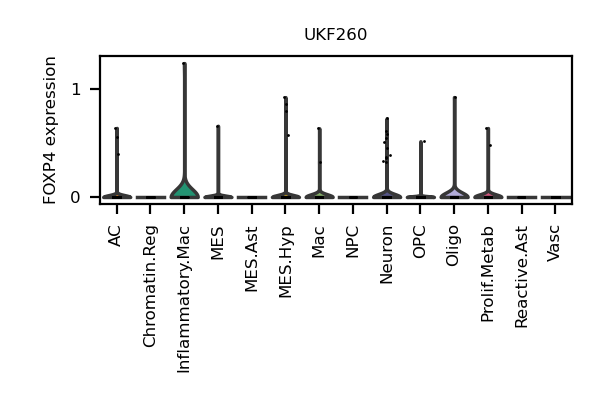 UKF260
FOXP4 expression
1
0
AC
Chromatin.Reg
Inflammatory.Mac
MES
MES.Ast
MES.Hyp
Mac
NPC
Neuron
OPC
Oligo
Prolif.Metab
Reactive.Ast
Vasc